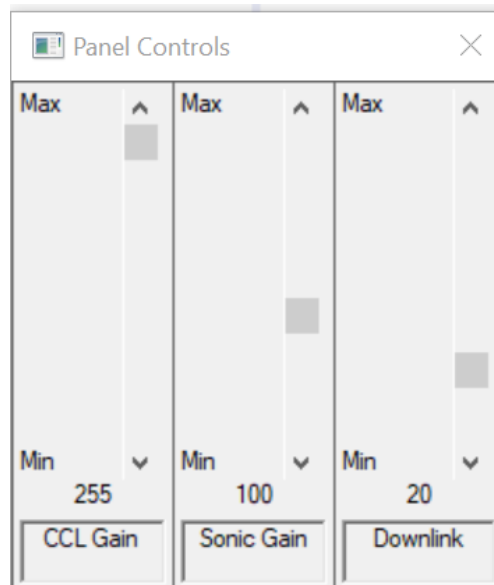 Panel Controls
Max Max Max
Min Min Min
255 100 20
CCL Gain Sonic Gain Downlink